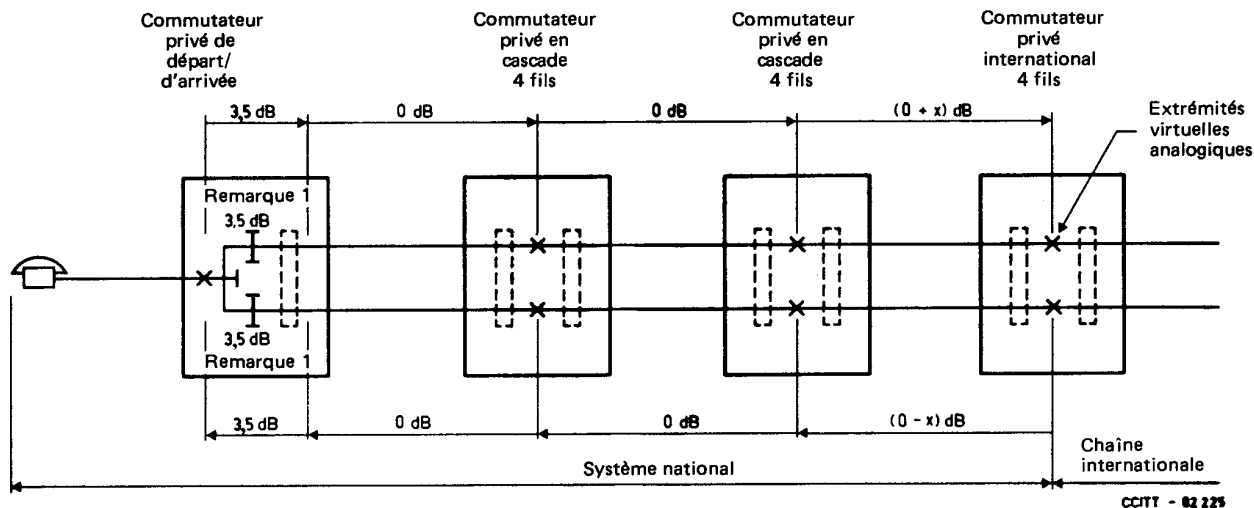 Commutateur
privé de
départ/
d'arrivée
Commutateur
privé en
cascade
4 fils
Commutateur
privé en
cascade
4 fils
Commutateur
privé
international
4 fils
3,5 dB
0 dB
0 dB
(0 + x) dB
Extrémités
virtuelles
analogiques
Remarque 1
3,5 dB
3,5 dB
Remarque 1
3,5 dB
0 dB
0 dB
(0 - x) dB
Système national
Chaîne
internationale
CCITT - 82 225